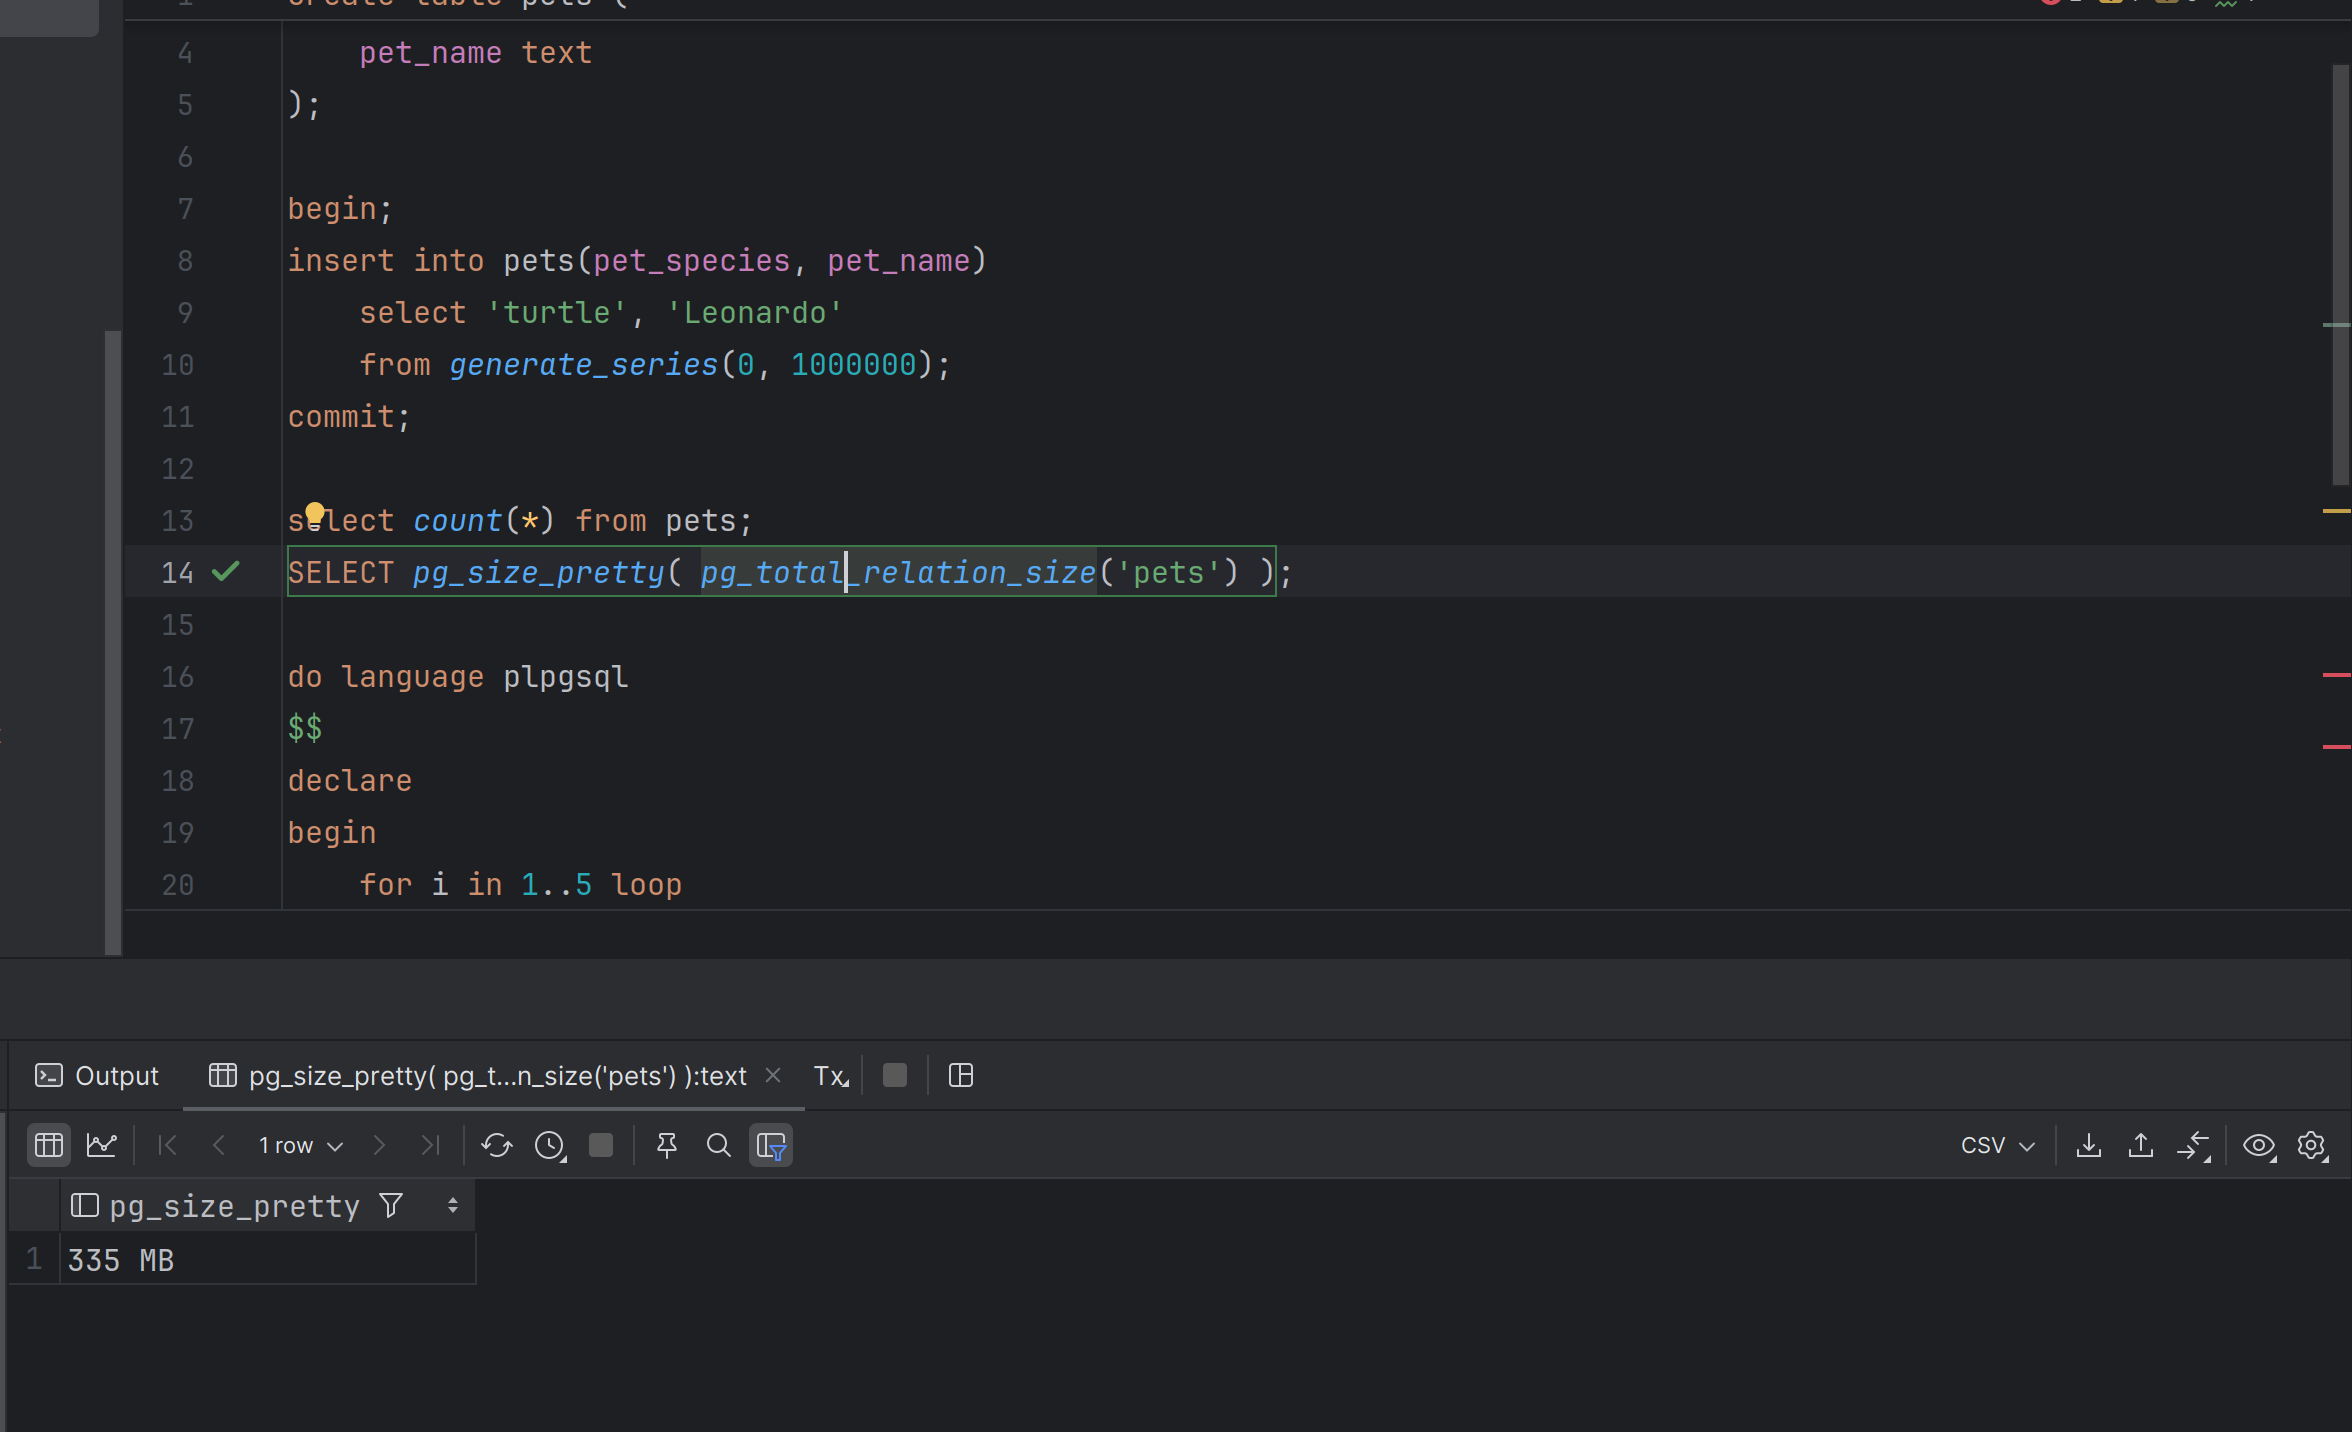 1 create table pets (
4 pet_name text
5 );
6
7 begin;
8 insert into pets(pet_species, pet_name)
9 select 'turtle', 'Leonardo'
10 from generate_series(0, 1000000);
11 commit;
12
13 select count(*) from pets;
14 SELECT pg_size_pretty( pg_total_relation_size('pets') );
15
16 do language plpgsql
17 $$
18 declare
19 begin
20 for i in 1..5 loop
Output pg_size_pretty( pg_t...n_size('pets') ):text Tx
1 row CSV
pg_size_pretty
1 335 MB